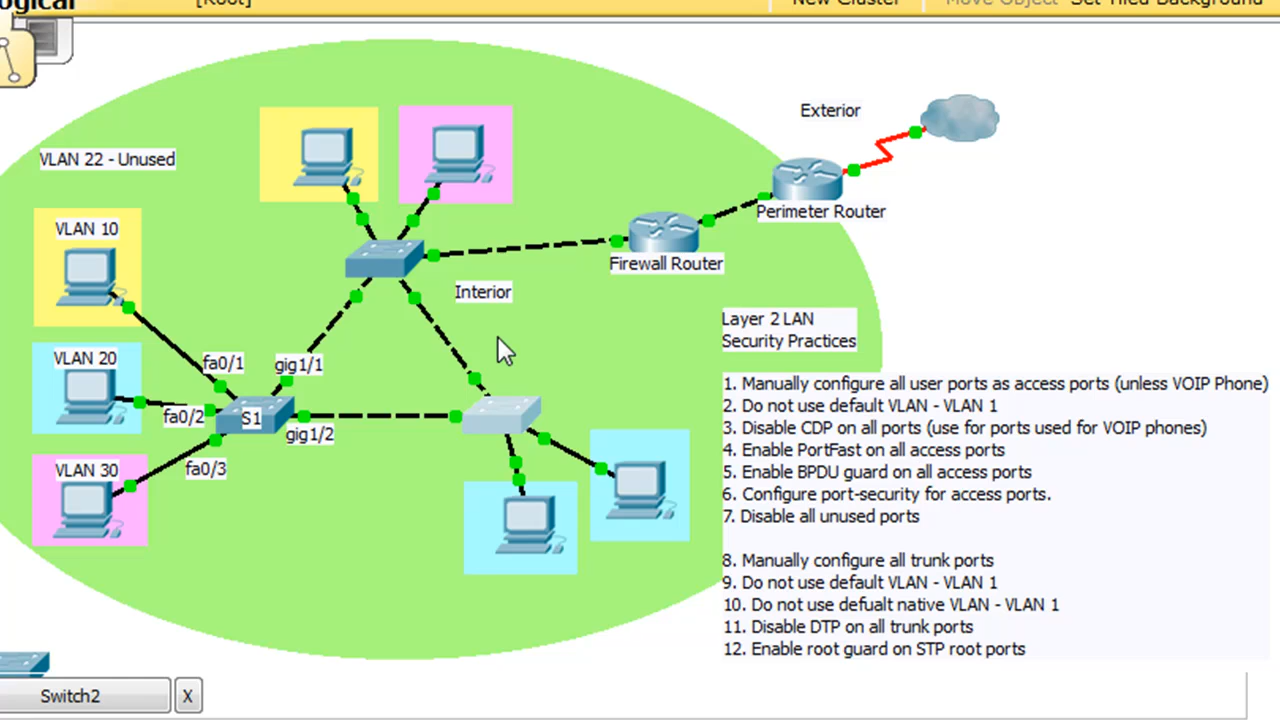 [Root]
New Cluster
Move Object
Set Tiled Background
Exterior
VLAN 22 - Unused
Perimeter Router
VLAN 10
Firewall Router
Interior
Layer 2 LAN
Security Practices
VLAN 20
fa0/1
gig1/1
fa0/2
S1
gig1/2
VLAN 30
fa0/3
1. Manually configure all user ports as access ports (unless VOIP Phone)
2. Do not use default VLAN - VLAN 1
3. Disable CDP on all ports (use for ports used for VOIP phones)
4. Enable PortFast on all access ports
5. Enable BPDU guard on all access ports
6. Configure port-security for access ports.
7. Disable all unused ports
8. Manually configure all trunk ports
9. Do not use default VLAN - VLAN 1
10. Do not use defualt native VLAN - VLAN 1
11. Disable DTP on all trunk ports
12. Enable root guard on STP root ports
Switch2
X